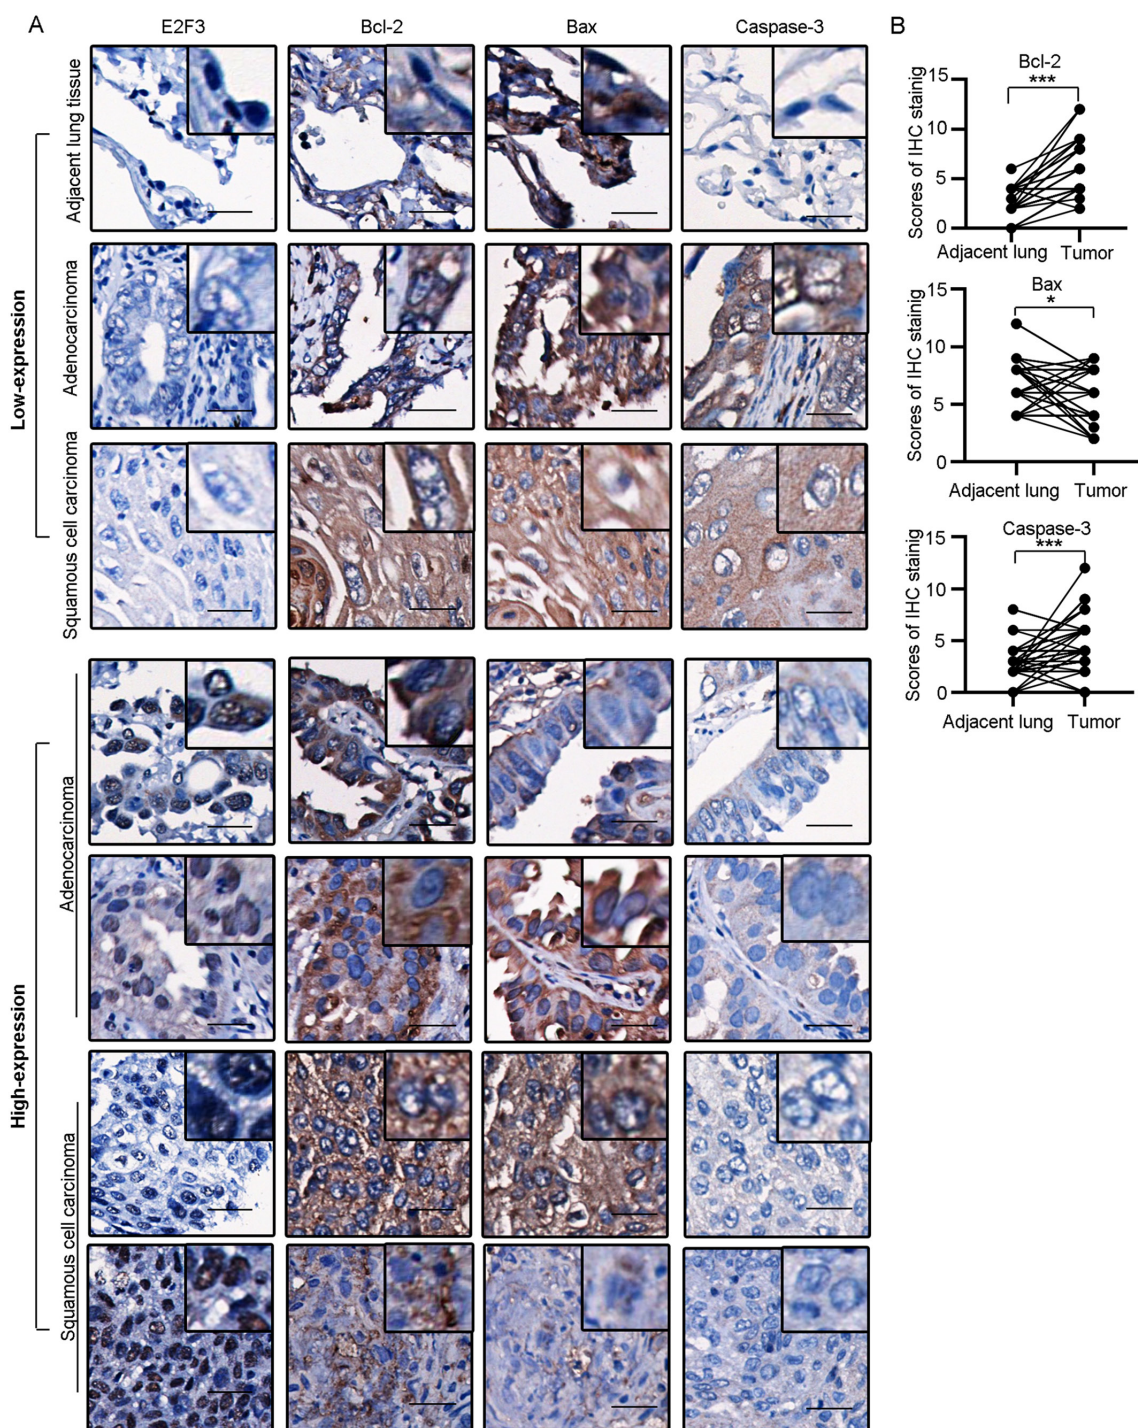 A
E2F3 Bcl-2 Bax Caspase-3
Low-expression
Adjacent lung tissue
Adenocarcinoma
Squamous cell carcinoma
High-expression
Adenocarcinoma
Squamous cell carcinoma
B
Bcl-2
***
Scores of IHC stainig
15
10
5
0
Adjacent lung Tumor
Bax
*
Scores of IHC stainig
15
10
5
0
Adjacent lung Tumor
Caspase-3
***
Scores of IHC stainig
15
10
5
0
Adjacent lung Tumor